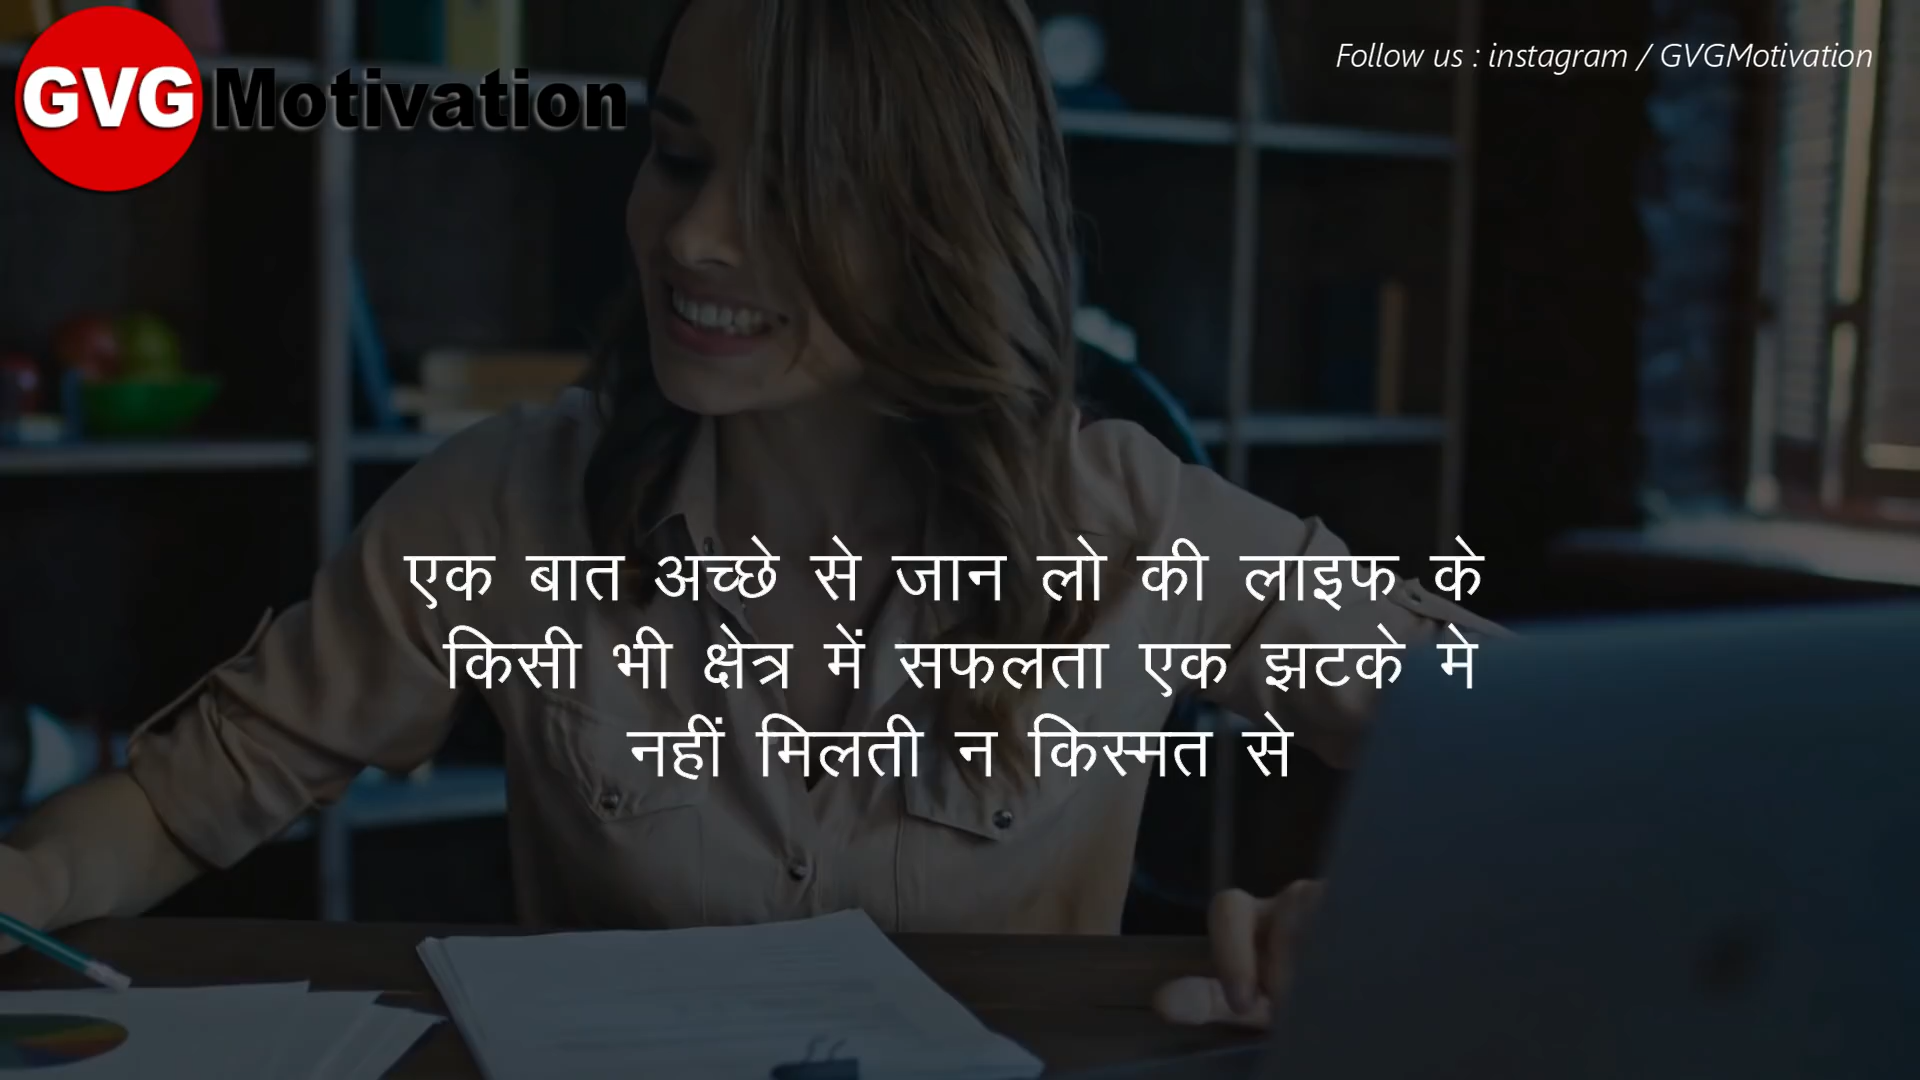 GVG Motivation
Follow us : instagram / GVGMotivation
एक बात अच्छे से जान लो की लाइफ के
किसी भी क्षेत्र में सफलता एक झटके मे
नहीं मिलती न किस्मत से